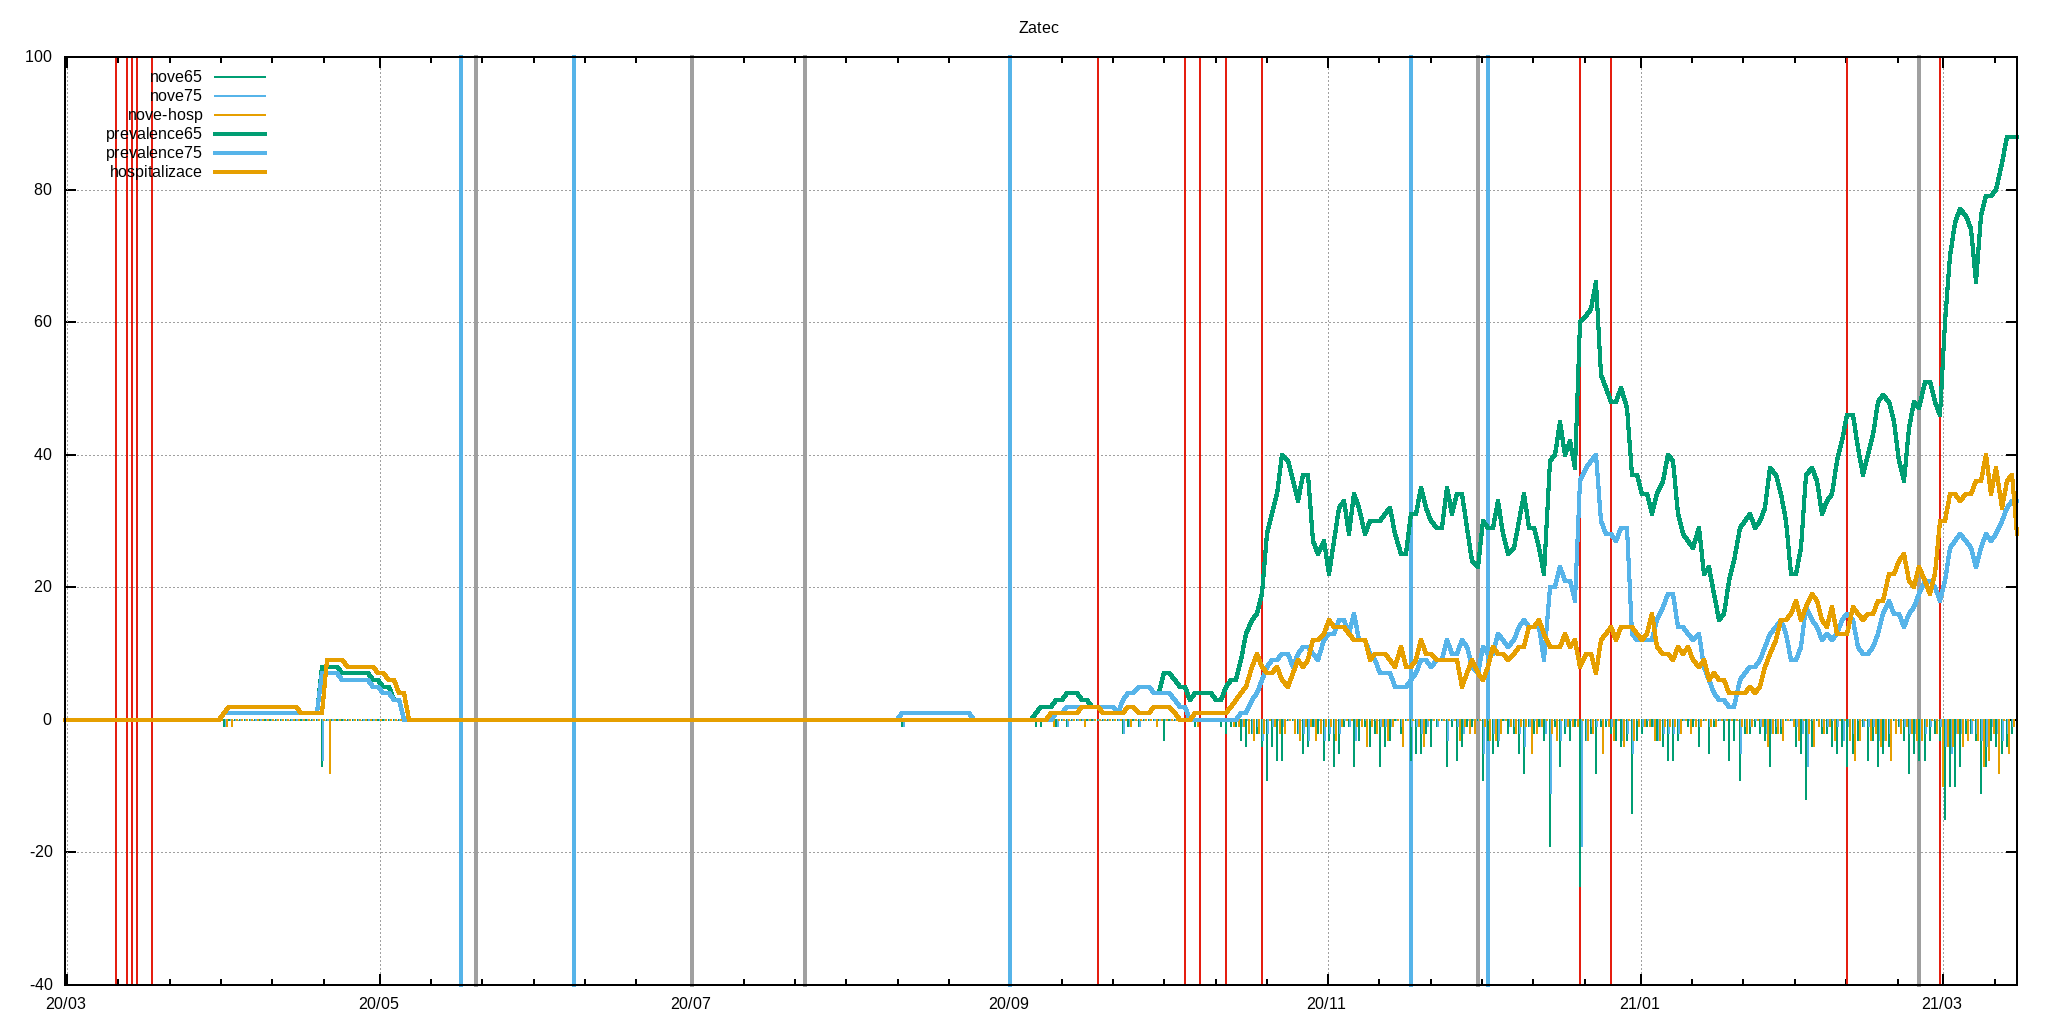 Zatec
100
nove65
nove75
nove-hosp
prevalence65
prevalence75
hospitalizace
80
60
40
20
0
-20
-40
20/03 20/05 20/07 20/09 20/11 21/01 21/03